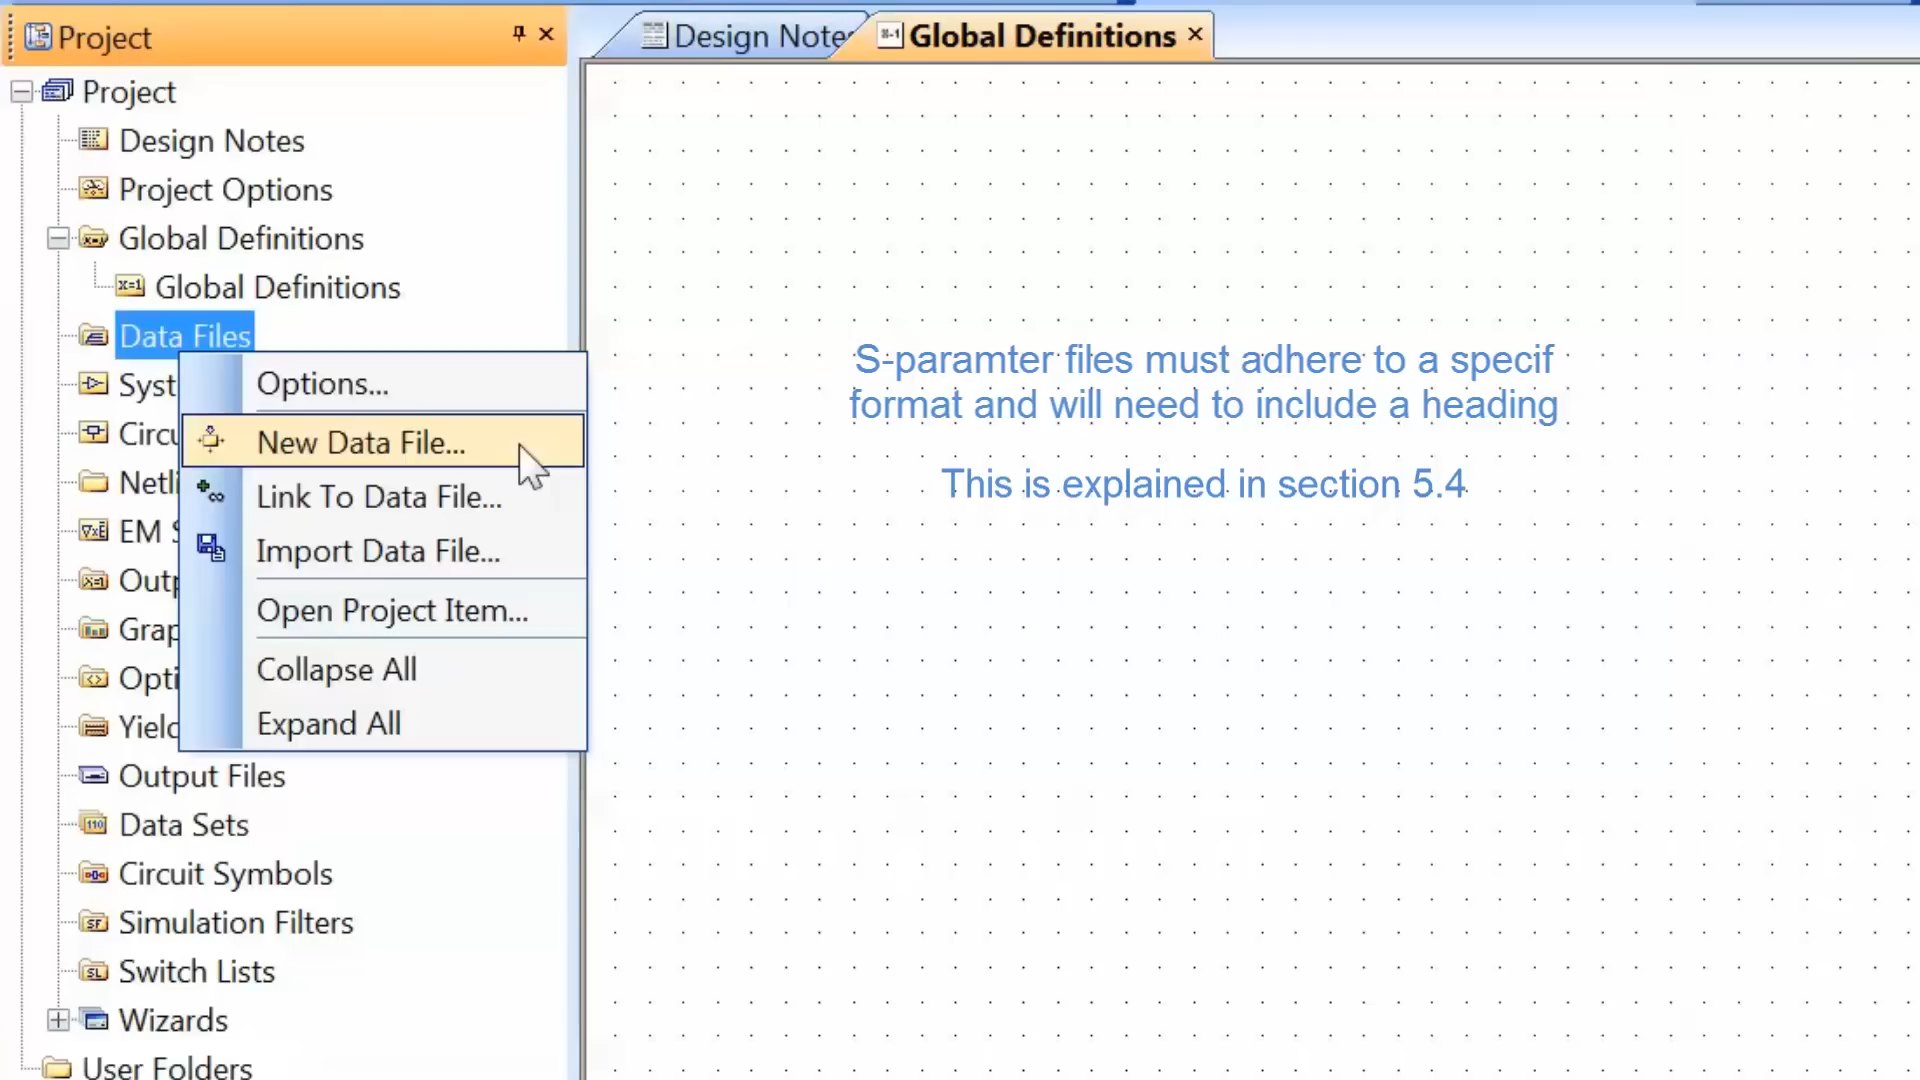 Project
Design Note
Global Definitions
Project
Design Notes
Project Options
Global Definitions
Global Definitions
Data Files
Syst
Circu
Netli
EM S
Outp
Grap
Opti
Yield
Options...
New Data File...
Link To Data File...
Import Data File...
Open Project Item...
Collapse All
Expand All
Output Files
Data Sets
Circuit Symbols
Simulation Filters
Switch Lists
Wizards
User Folders
S-paramter files must adhere to a specif
format and will need to include a heading
This is explained in section 5.4